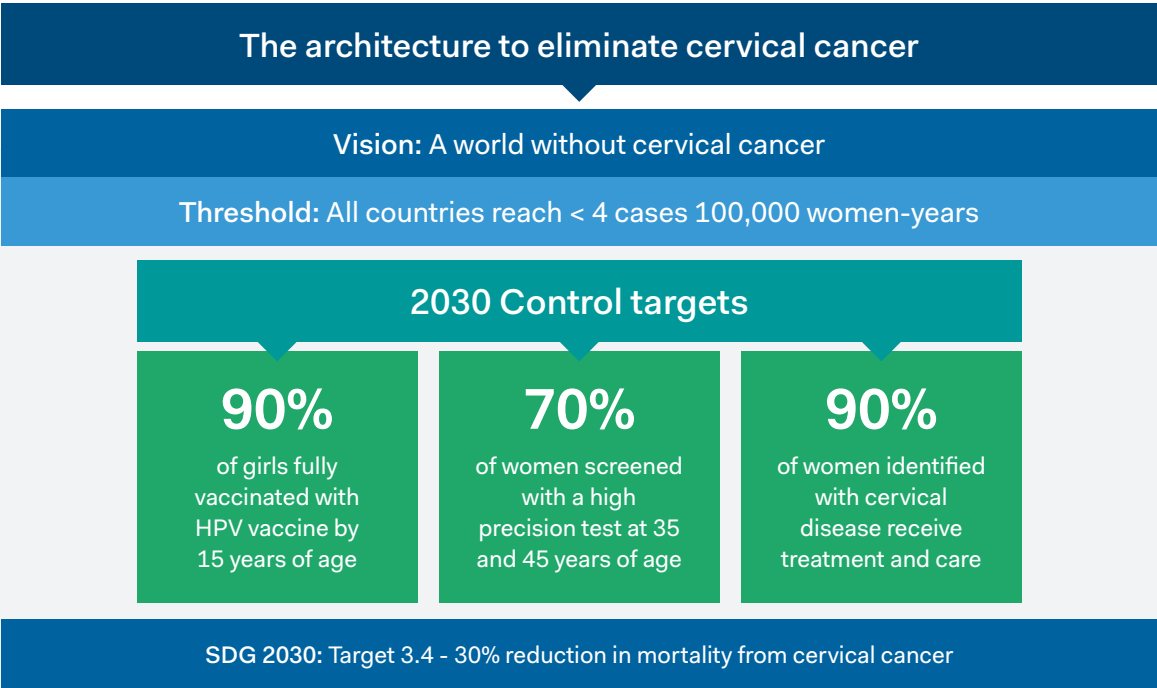 The architecture to eliminate cervical cancer
Vision: A world without cervical cancer
Threshold: All countries reach < 4 cases 100,000 women-years
2030 Control targets
90%
of girls fully
vaccinated with
HPV vaccine by
15 years of age
70%
of women screened
with a high
precision test at 35
and 45 years of age
90%
of women identified
with cervical
disease receive
treatment and care
SDG 2030: Target 3.4 - 30% reduction in mortality from cervical cancer